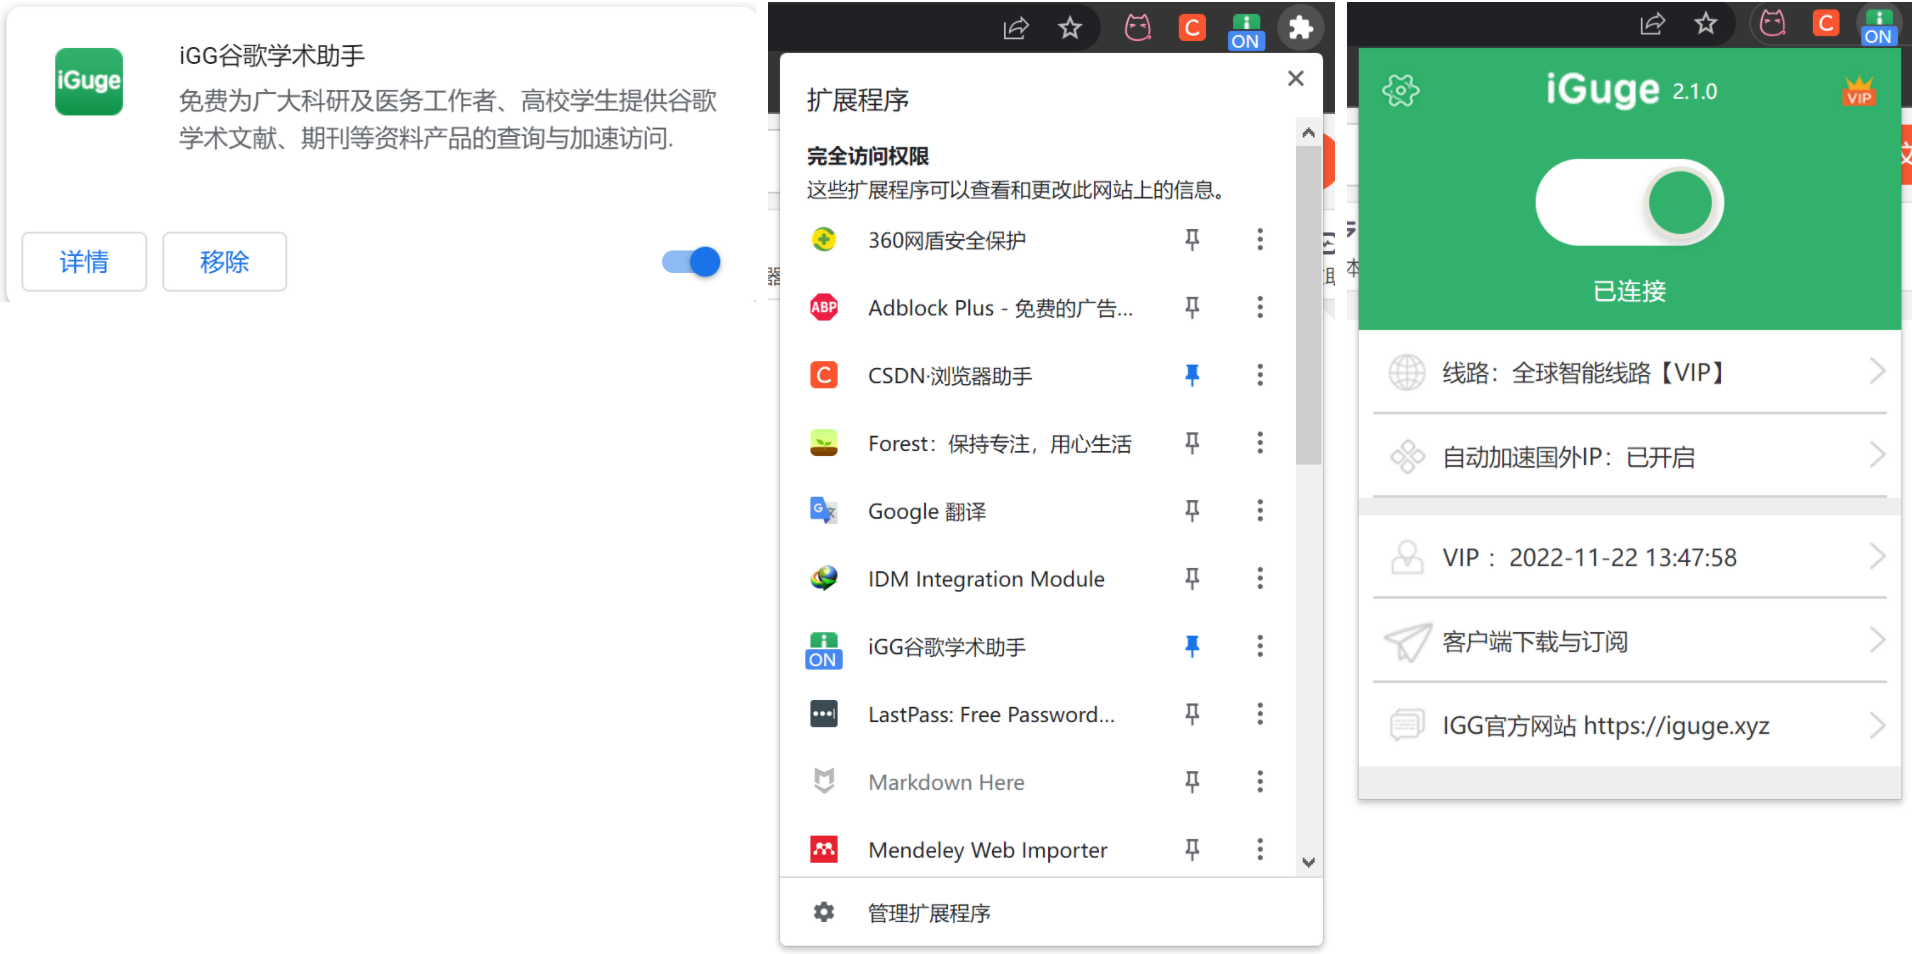 iGuge
iGG谷歌学术助手
免费为广大科研及医务工作者、高校学生提供谷歌
学术文献、期刊等资料产品的查询与加速访问.
详情
移除
C
ON
扩展程序
完全访问权限
这些扩展程序可以查看和更改此网站上的信息。
360网盾安全保护
ABP
Adblock Plus - 免费的广告...
C
CSDN·浏览器助手
Forest：保持专注，用心生活
G 文
Google 翻译
IDM Integration Module
ON
iGG谷歌学术助手
LastPass: Free Password...
Markdown Here
Mendeley Web Importer
管理扩展程序
C
ON
iGuge 2.1.0
VIP
已连接
线路：全球智能线路【VIP】
自动加速国外IP：已开启
VIP ：2022-11-22 13:47:58
客户端下载与订阅
IGG官方网站 https://iguge.xyz